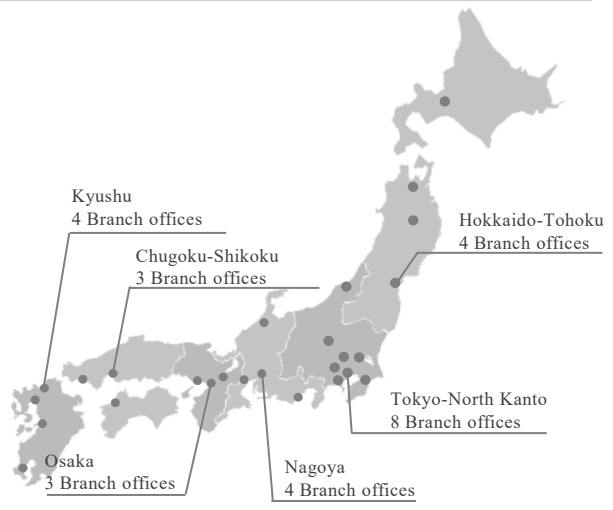 Kyushu
4 Branch offices
Hokkaido-Tohoku
4 Branch offices
Chugoku-Shikoku
3 Branch offices
Tokyo-North Kanto
8 Branch offices
Osaka
3 Branch offices
Nagoya
4 Branch offices